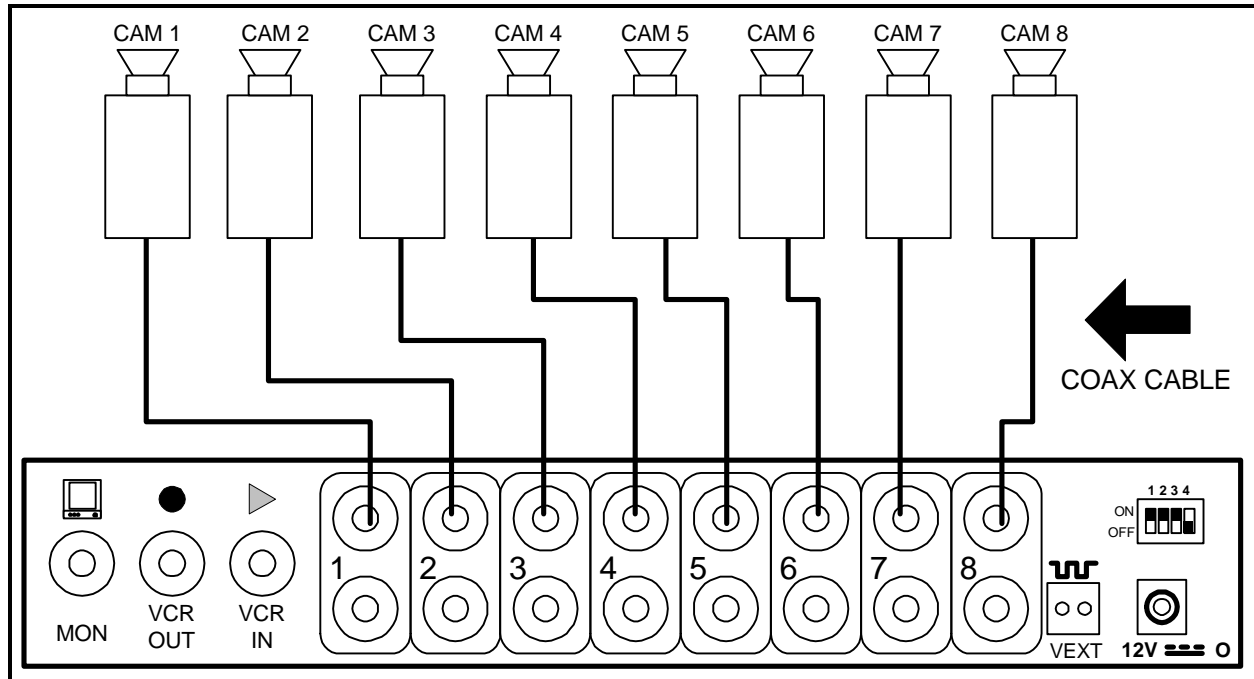 CAM 1 CAM 2 CAM 3 CAM 4 CAM 5 CAM 6 CAM 7 CAM 8
COAX CABLE
1 2 3 4
ON
OFF
1 2 3 4 5 6 7 8
MON
VCR
OUT
VCR
IN
VEXT
12V O